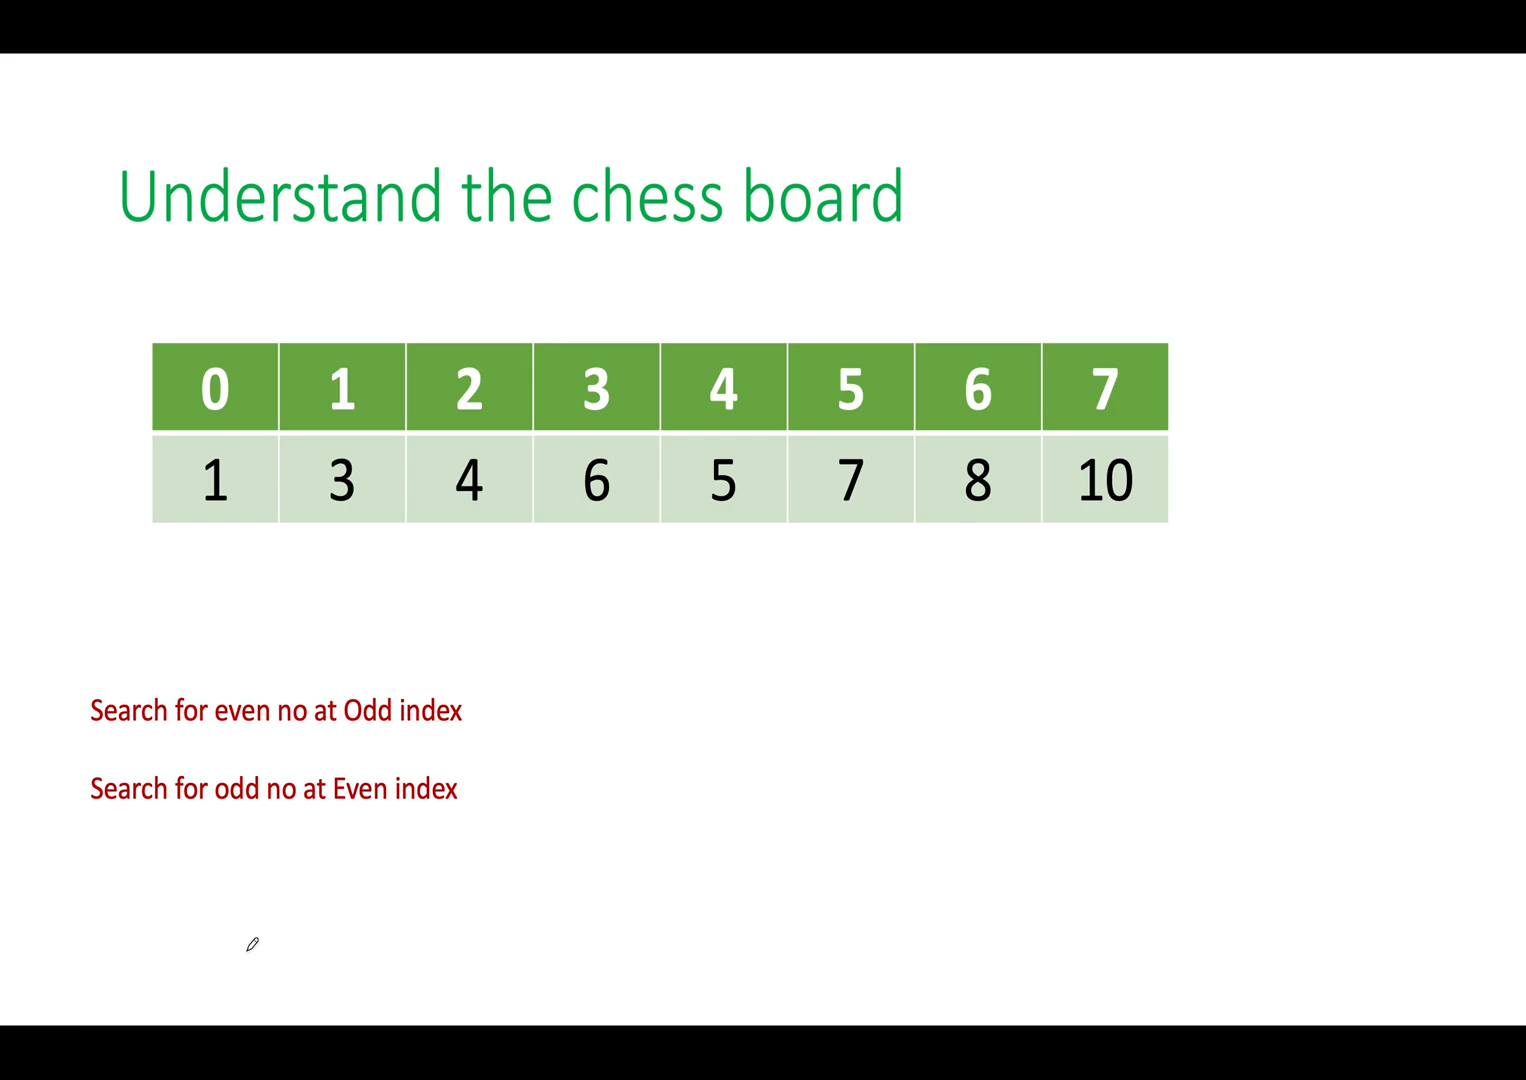 Understand the chess board
0 1 2 3 4 5 6 7
1 3 4 6 5 7 8 10
Search for even no at Odd index
Search for odd no at Even index